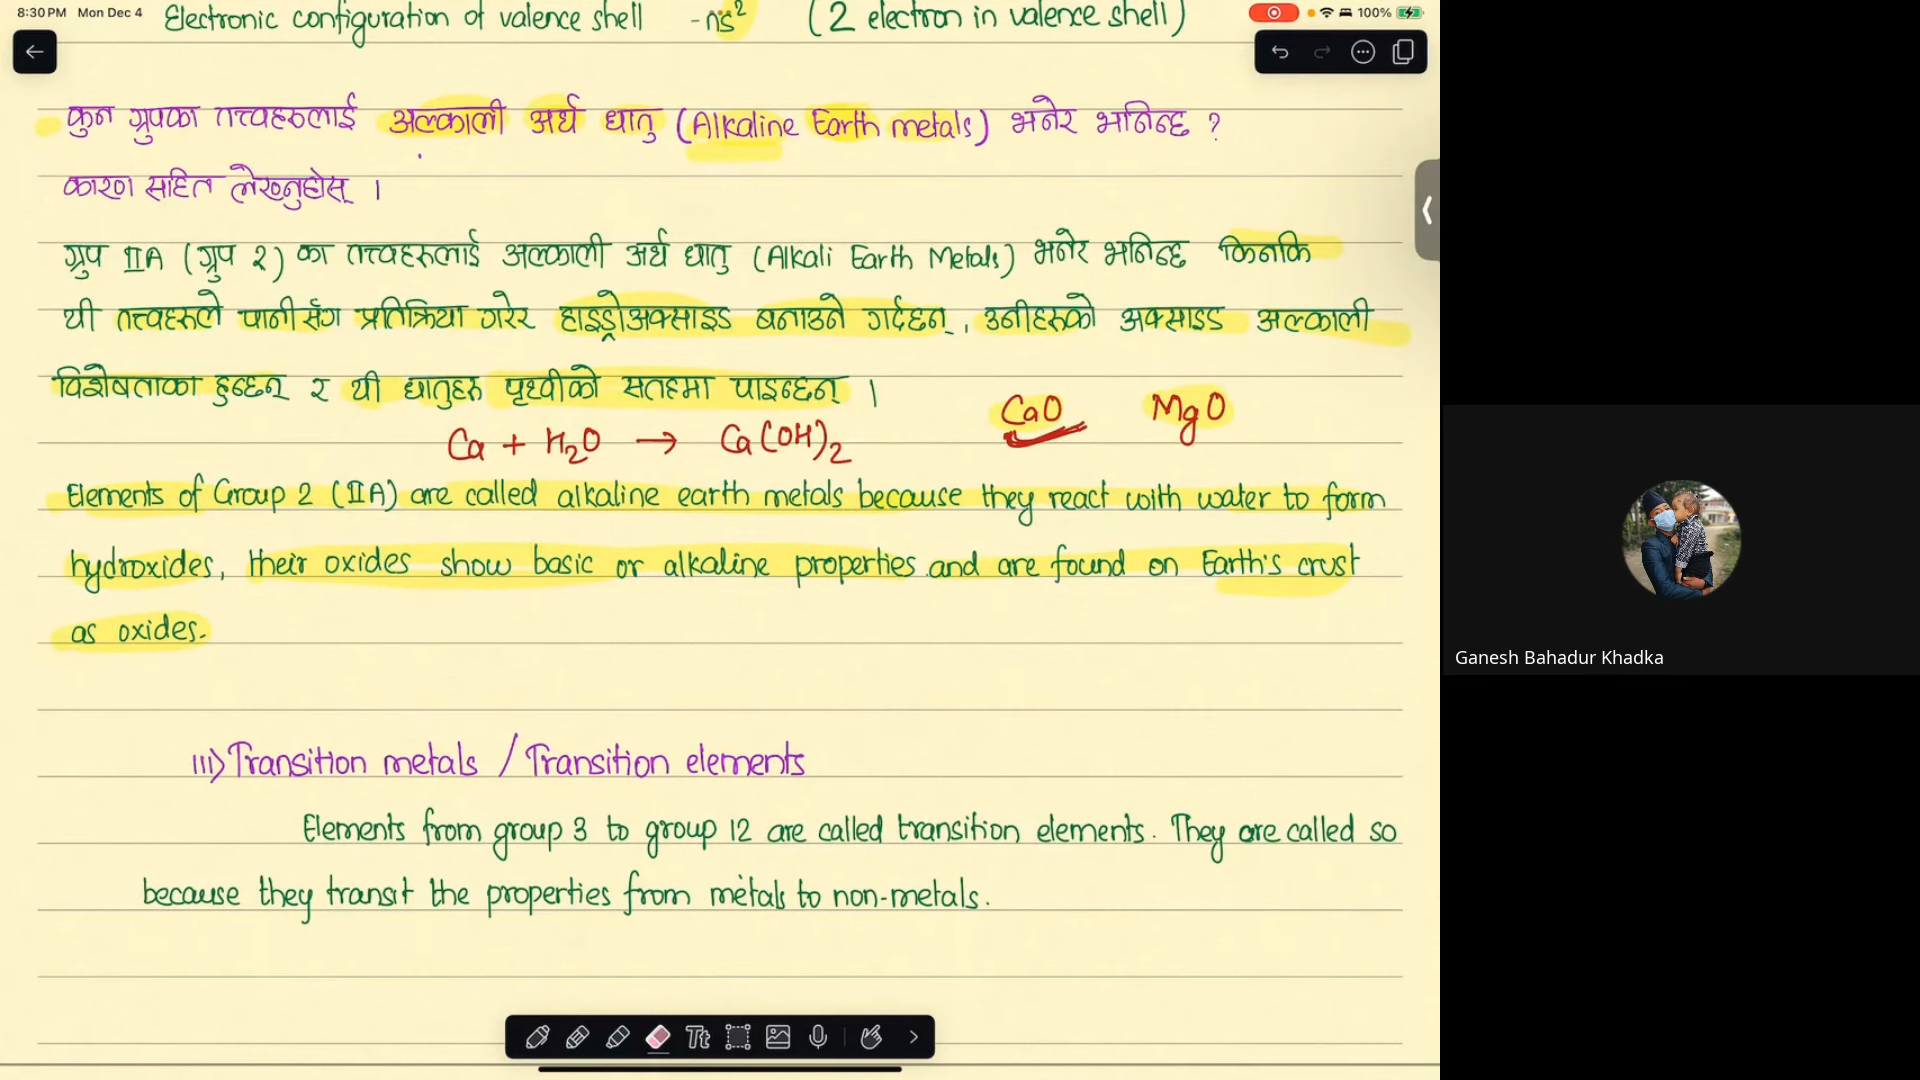 8:30 PM Mon Dec 4
100%
Electronic configuration of valence shell - ns² (2 electron in valence shell)
कुन ग्रुपका तत्त्वहरुलाई अल्काली अर्थ धातु (Alkaline Earth metals) भनेर भनिन्छ ?
कारण सहित लेख्नुहोस् ।
ग्रुप IIA (ग्रुप 2) का तत्त्वहरुलाई अल्काली अर्थ धातु (Alkali Earth Metals) भनेर भनिन्छ किनकि
यी तत्त्वहरुले पानीसँग प्रतिक्रिया गरेर हाइड्रोअक्साइड बनाउने गर्दछन्, उनीहरुको अक्साइड अल्काली
विशेषताका हुन्छन् र यी धातुहरु पृथ्वीको सतहमा पाइन्छन् ।
CaO MgO
Ca + H₂O → Ca(OH)₂
Elements of Group 2 (IIA) are called alkaline earth metals because they react with water to form
hydroxides, their oxides show basic or alkaline properties and are found on Earth's crust
as oxides.
III) Transition metals / Transition elements
Elements from group 3 to group 12 are called transition elements. They are called so
because they transit the properties from metals to non-metals.
Tt
Ganesh Bahadur Khadka